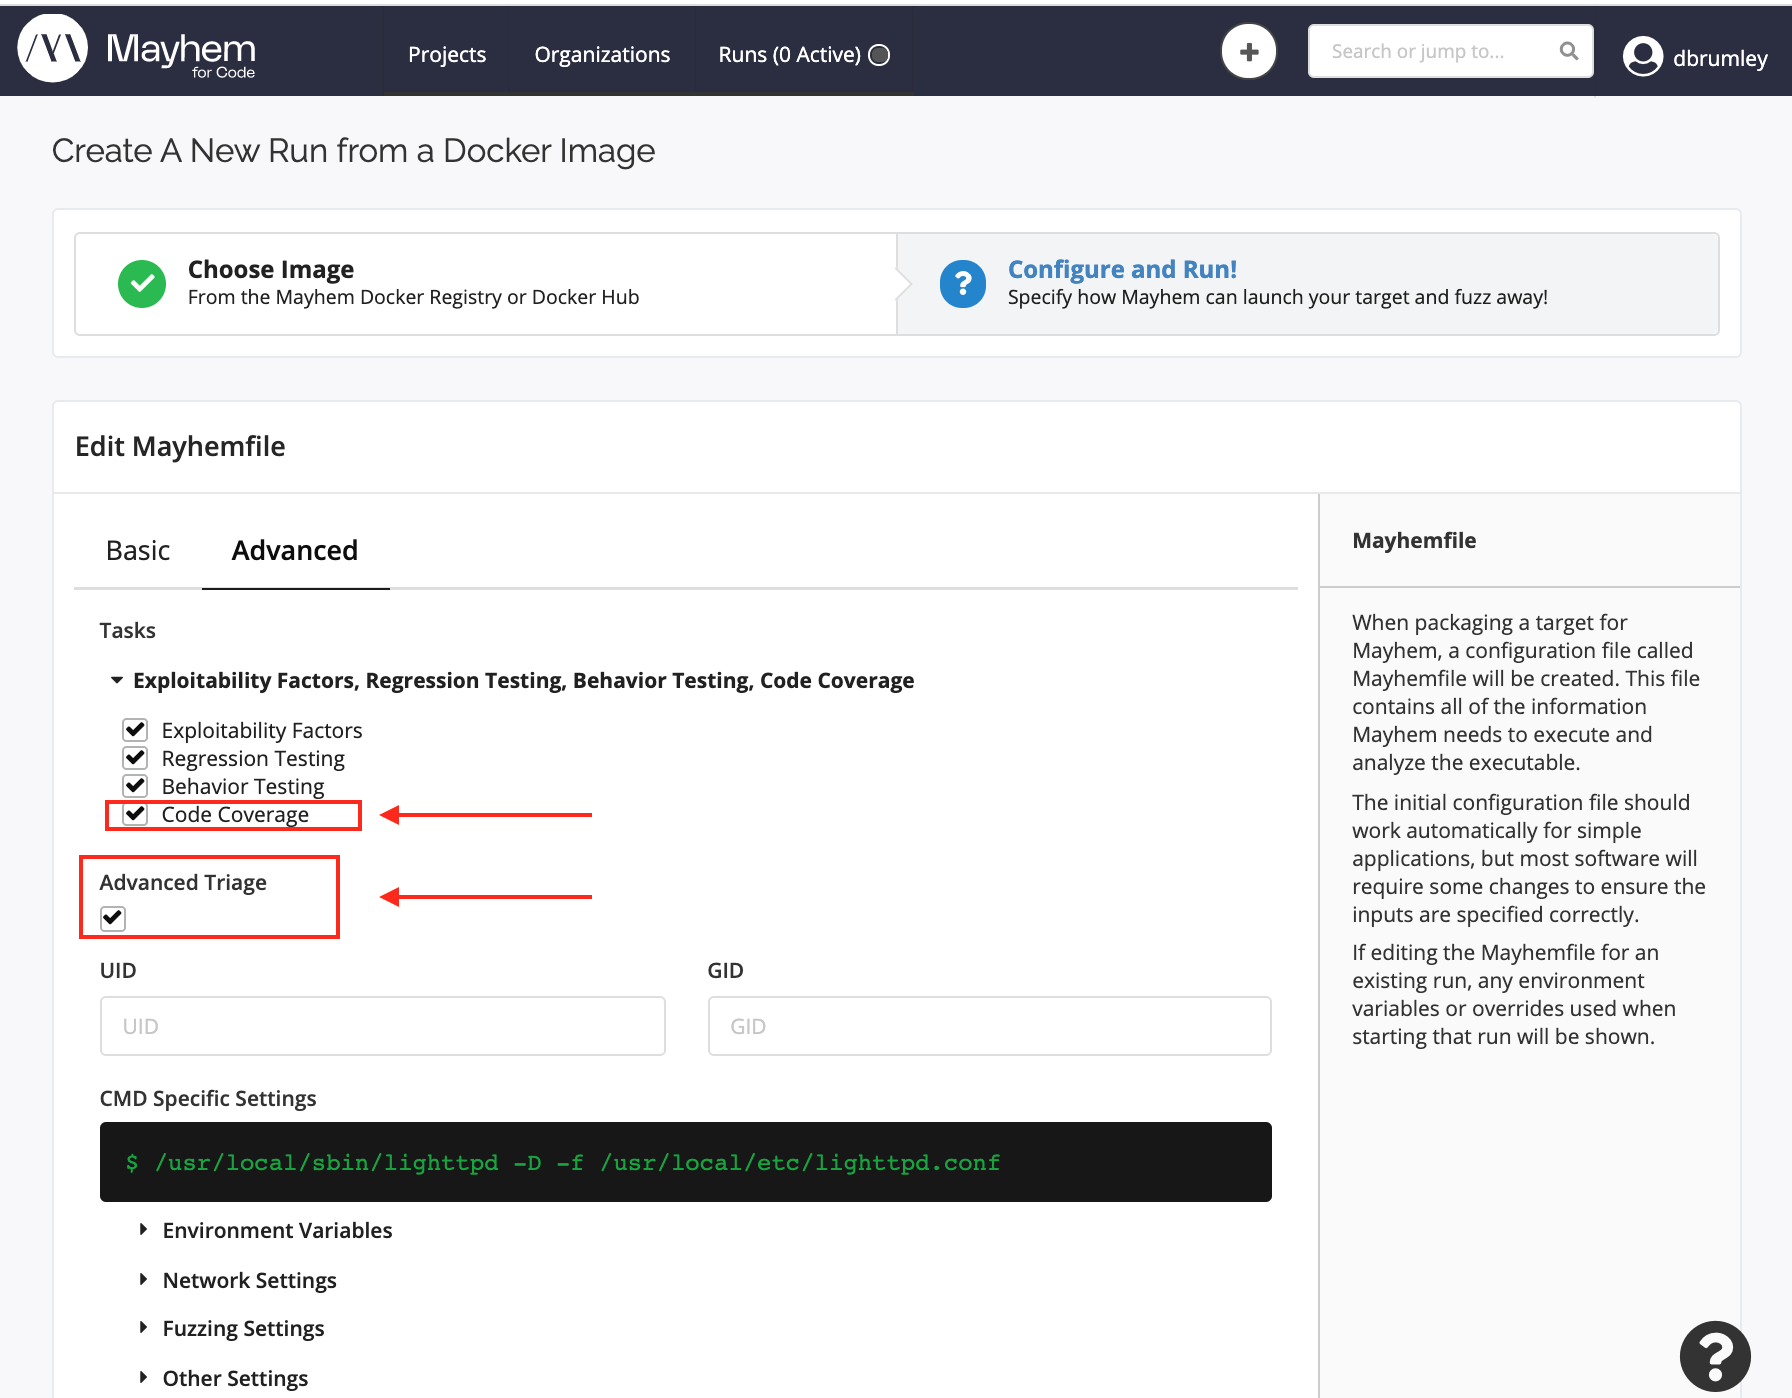 Mayhem
for Code
Projects
Organizations
Runs (0 Active)
Search or jump to...
dbrumley
Create A New Run from a Docker Image
Choose Image
From the Mayhem Docker Registry or Docker Hub
Configure and Run!
Specify how Mayhem can launch your target and fuzz away!
Edit Mayhemfile
Basic
Advanced
Tasks
Exploitability Factors, Regression Testing, Behavior Testing, Code Coverage
Exploitability Factors
Regression Testing
Behavior Testing
Code Coverage
Advanced Triage
UID
GID
UID
GID
CMD Specific Settings
$ /usr/local/sbin/lighttpd -D -f /usr/local/etc/lighttpd.conf
Environment Variables
Network Settings
Fuzzing Settings
Other Settings
Mayhemfile
When packaging a target for
Mayhem, a configuration file called
Mayhemfile will be created. This file
contains all of the information
Mayhem needs to execute and
analyze the executable.
The initial configuration file should
work automatically for simple
applications, but most software will
require some changes to ensure the
inputs are specified correctly.
If editing the Mayhemfile for an
existing run, any environment
variables or overrides used when
starting that run will be shown.